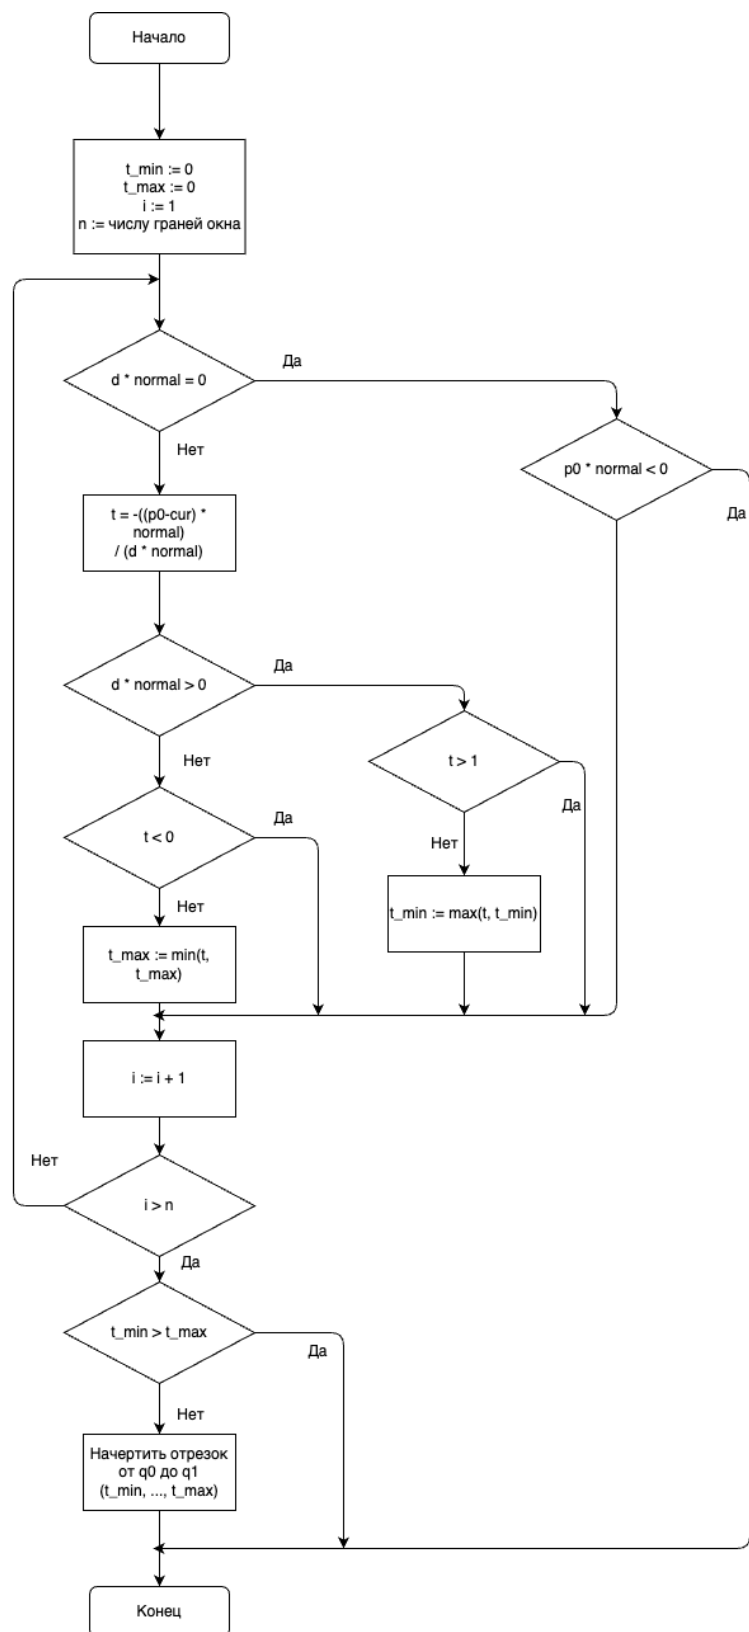 Начало
t_min := 0
t_max := 0
i := 1
n := числу граней окна
d * normal = 0
Да
Нет
p0 * normal < 0
Да
t = -((p0-cur) *
normal)
/ (d * normal)
d * normal > 0
Да
Нет
t > 1
Да
Нет
t_min := max(t, t_min)
t < 0
Да
Нет
t_max := min(t,
t_max)
i := i + 1
Нет
i > n
Да
t_min > t_max
Да
Нет
Начертить отрезок
от q0 до q1
(t_min, ..., t_max)
Конец